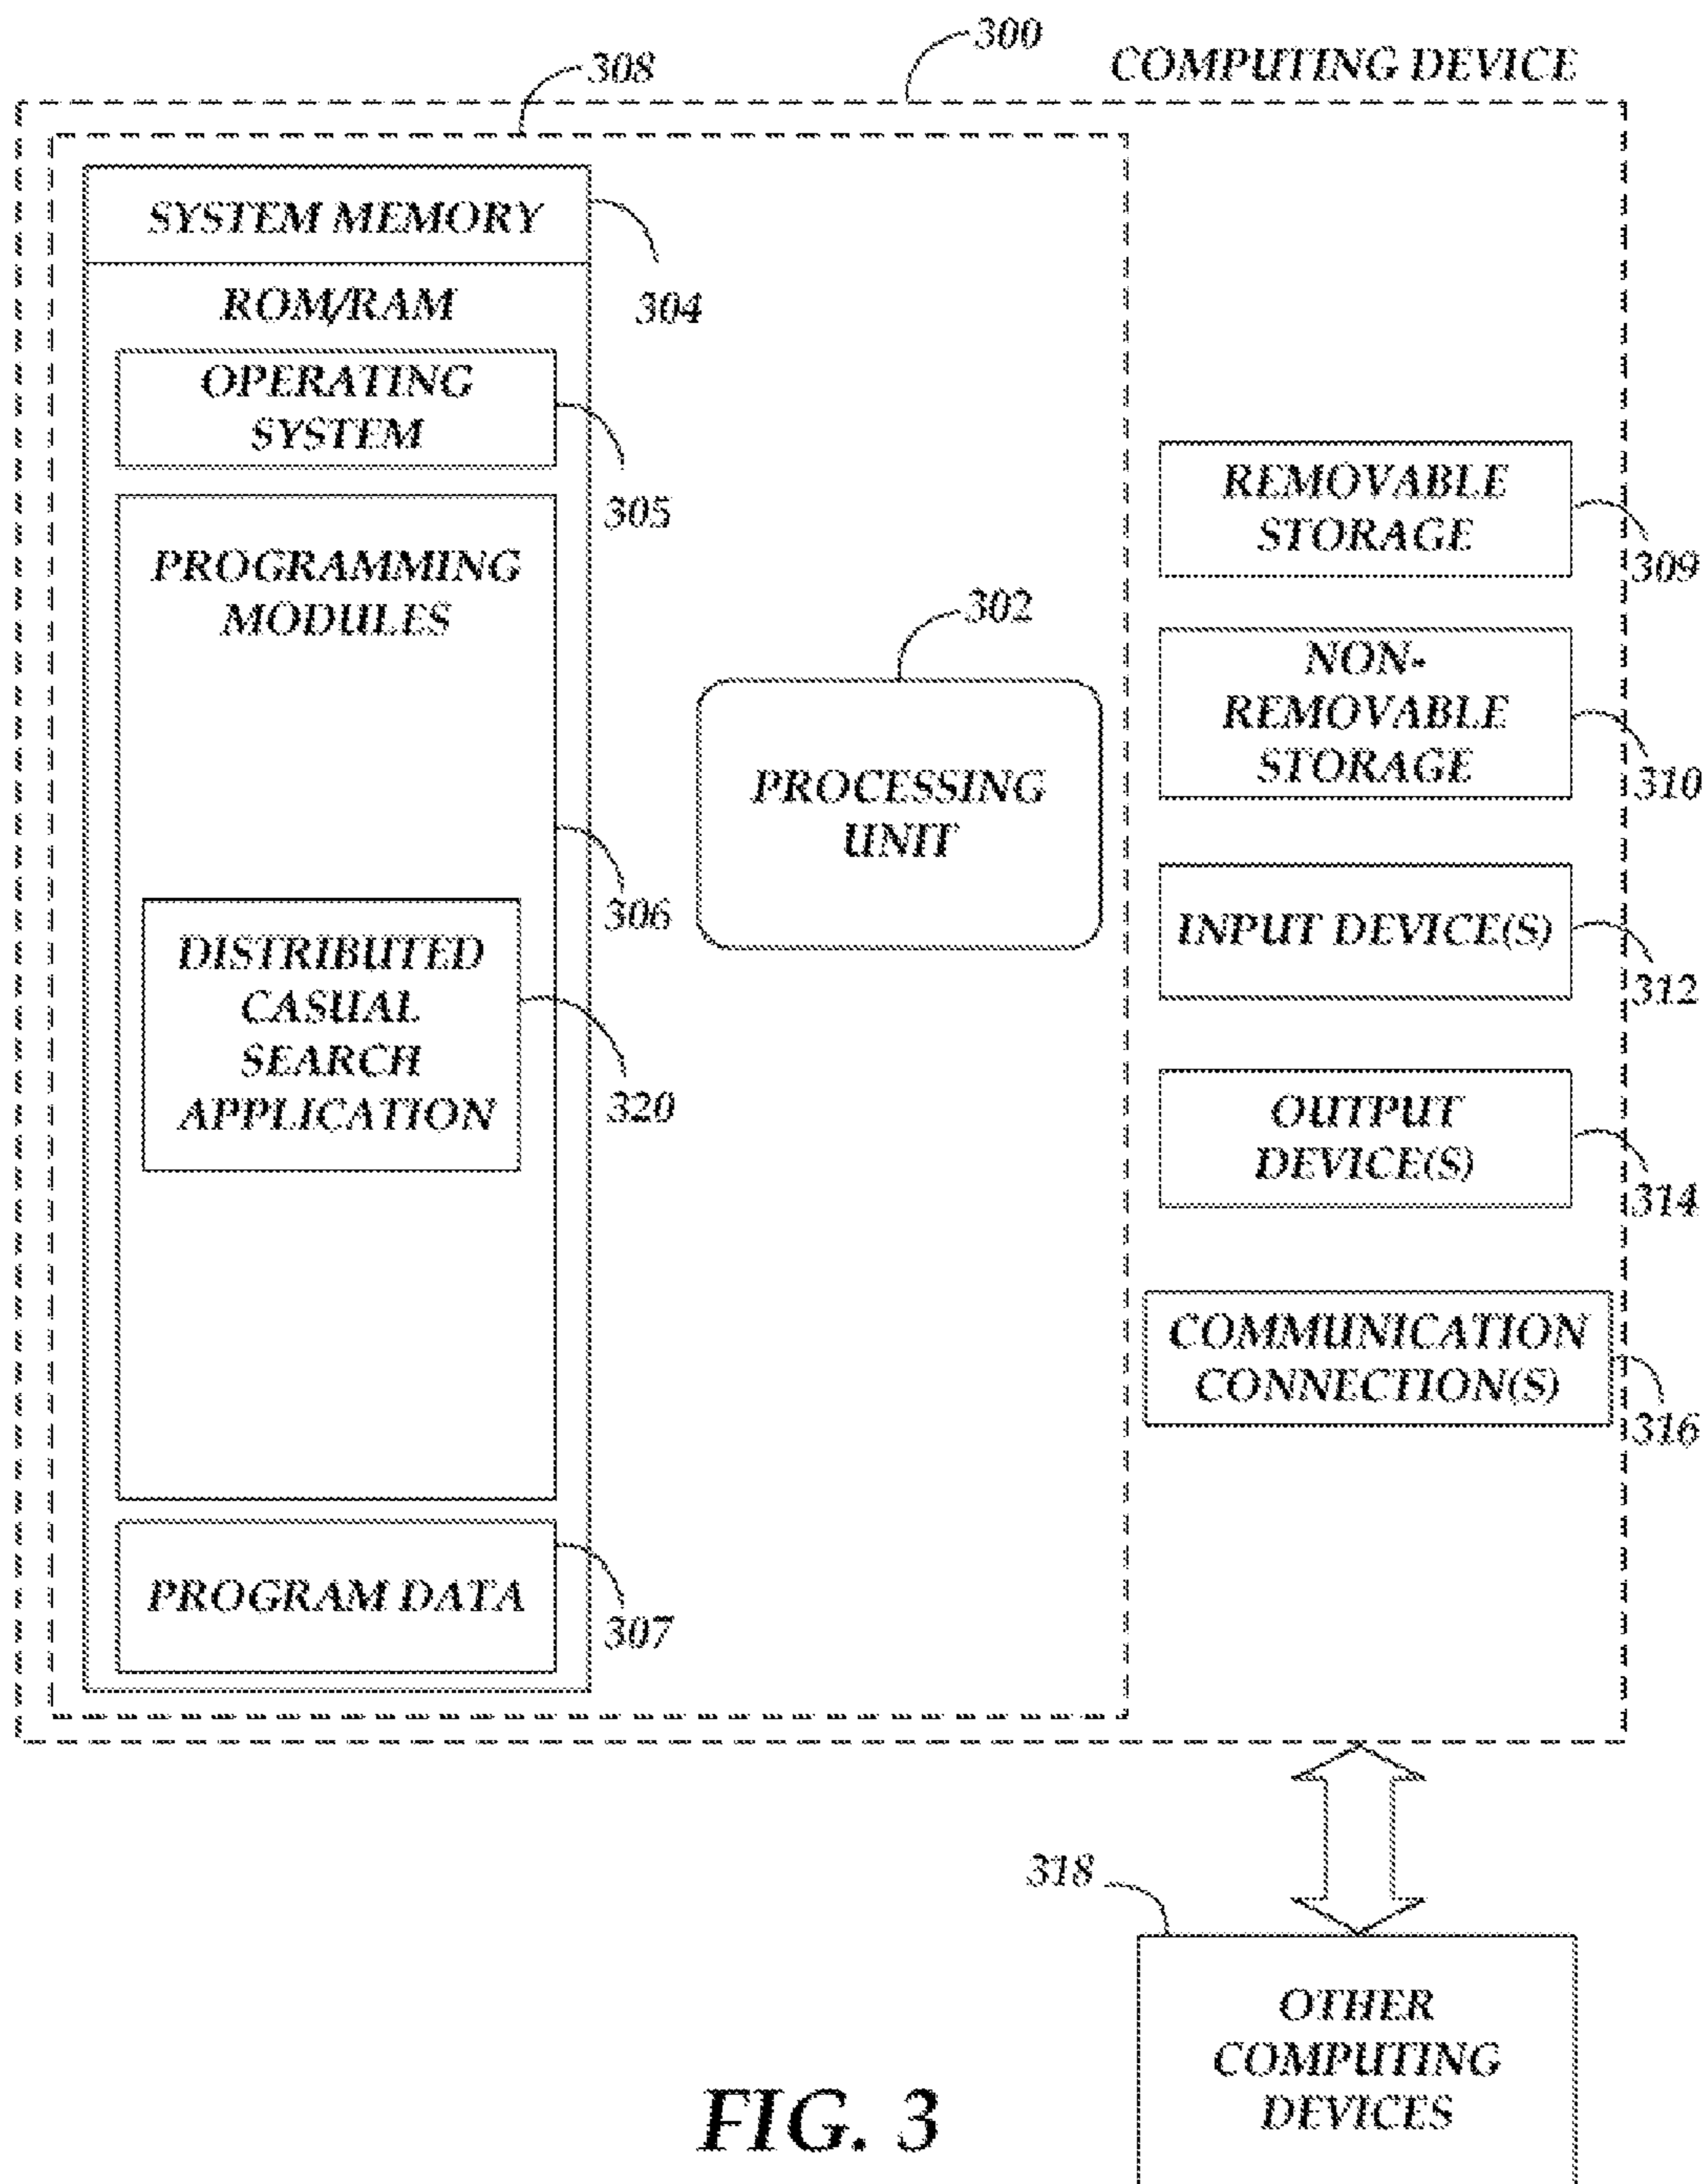 300
COMPUTING DEVICE
308
SYSTEM MEMORY
304
ROM/RAM
OPERATING
SYSTEM
305
PROGRAMMING
MODULES
306
DISTRIBUTED
CASUAL
SEARCH
APPLICATION
320
PROGRAM DATA
307
302
PROCESSING
UNIT
REMOVABLE
STORAGE
309
NON-
REMOVABLE
STORAGE
310
INPUT DEVICE(S)
312
OUTPUT
DEVICE(S)
314
COMMUNICATION
CONNECTION(S)
316
318
OTHER
COMPUTING
DEVICES
FIG. 3